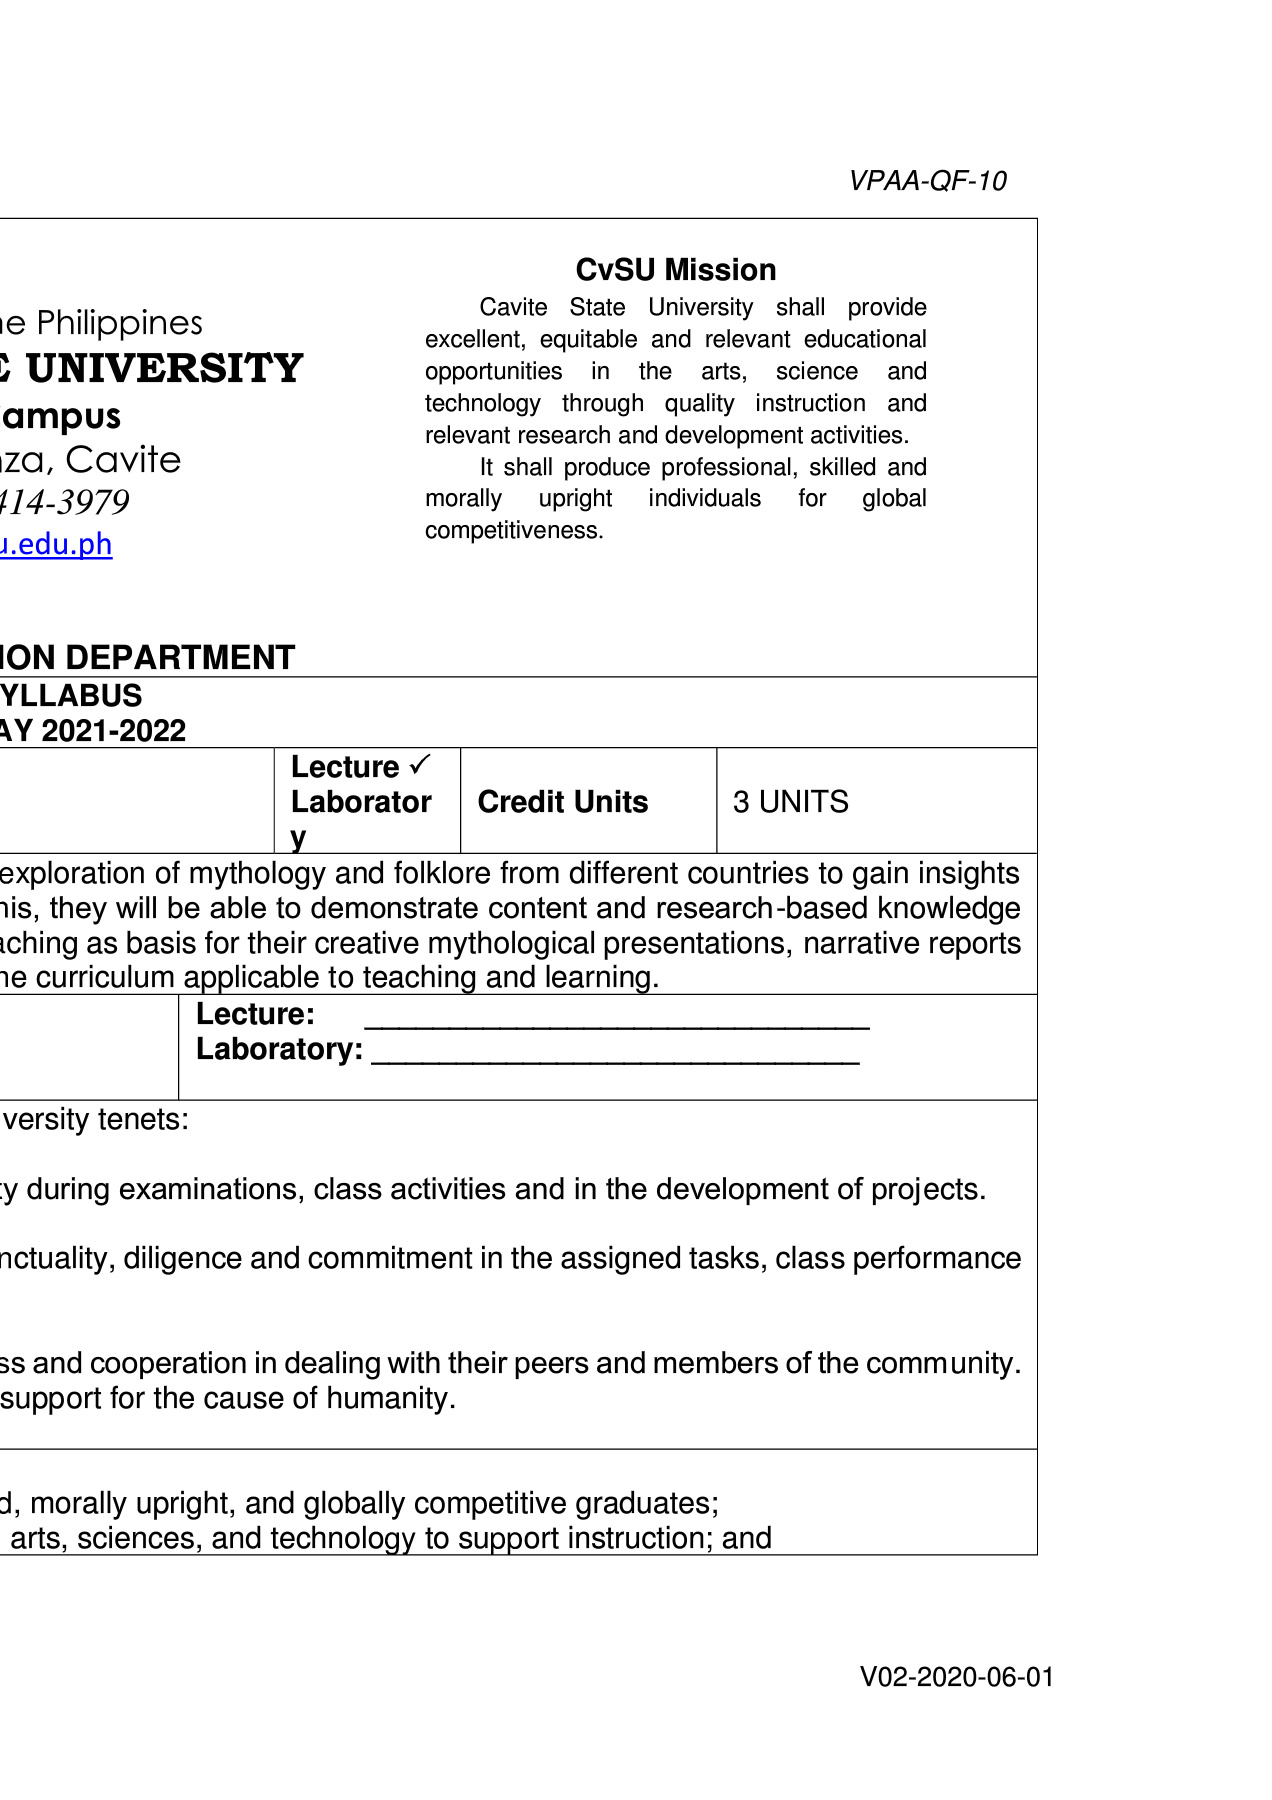 VPAA-QF-10
CvSU Mission
Cavite State University shall provide
excellent, equitable and relevant educational
opportunities in the arts, science and
technology through quality instruction and
relevant research and development activities.
It shall produce professional, skilled and
morally upright individuals for global
competitiveness.
he Philippines
E UNIVERSITY
Campus
nza, Cavite
414-3979
u.edu.ph
ION DEPARTMENT
YLLABUS
AY 2021-2022
Lecture ✓
Laborator
y
Credit Units
3 UNITS
exploration of mythology and folklore from different countries to gain insights
his, they will be able to demonstrate content and research-based knowledge
aching as basis for their creative mythological presentations, narrative reports
he curriculum applicable to teaching and learning.
Lecture: ______________________________
Laboratory: _____________________________
versity tenets:
ty during examinations, class activities and in the development of projects.
nctuality, diligence and commitment in the assigned tasks, class performance
ss and cooperation in dealing with their peers and members of the community.
support for the cause of humanity.
d, morally upright, and globally competitive graduates;
arts, sciences, and technology to support instruction; and
V02-2020-06-01